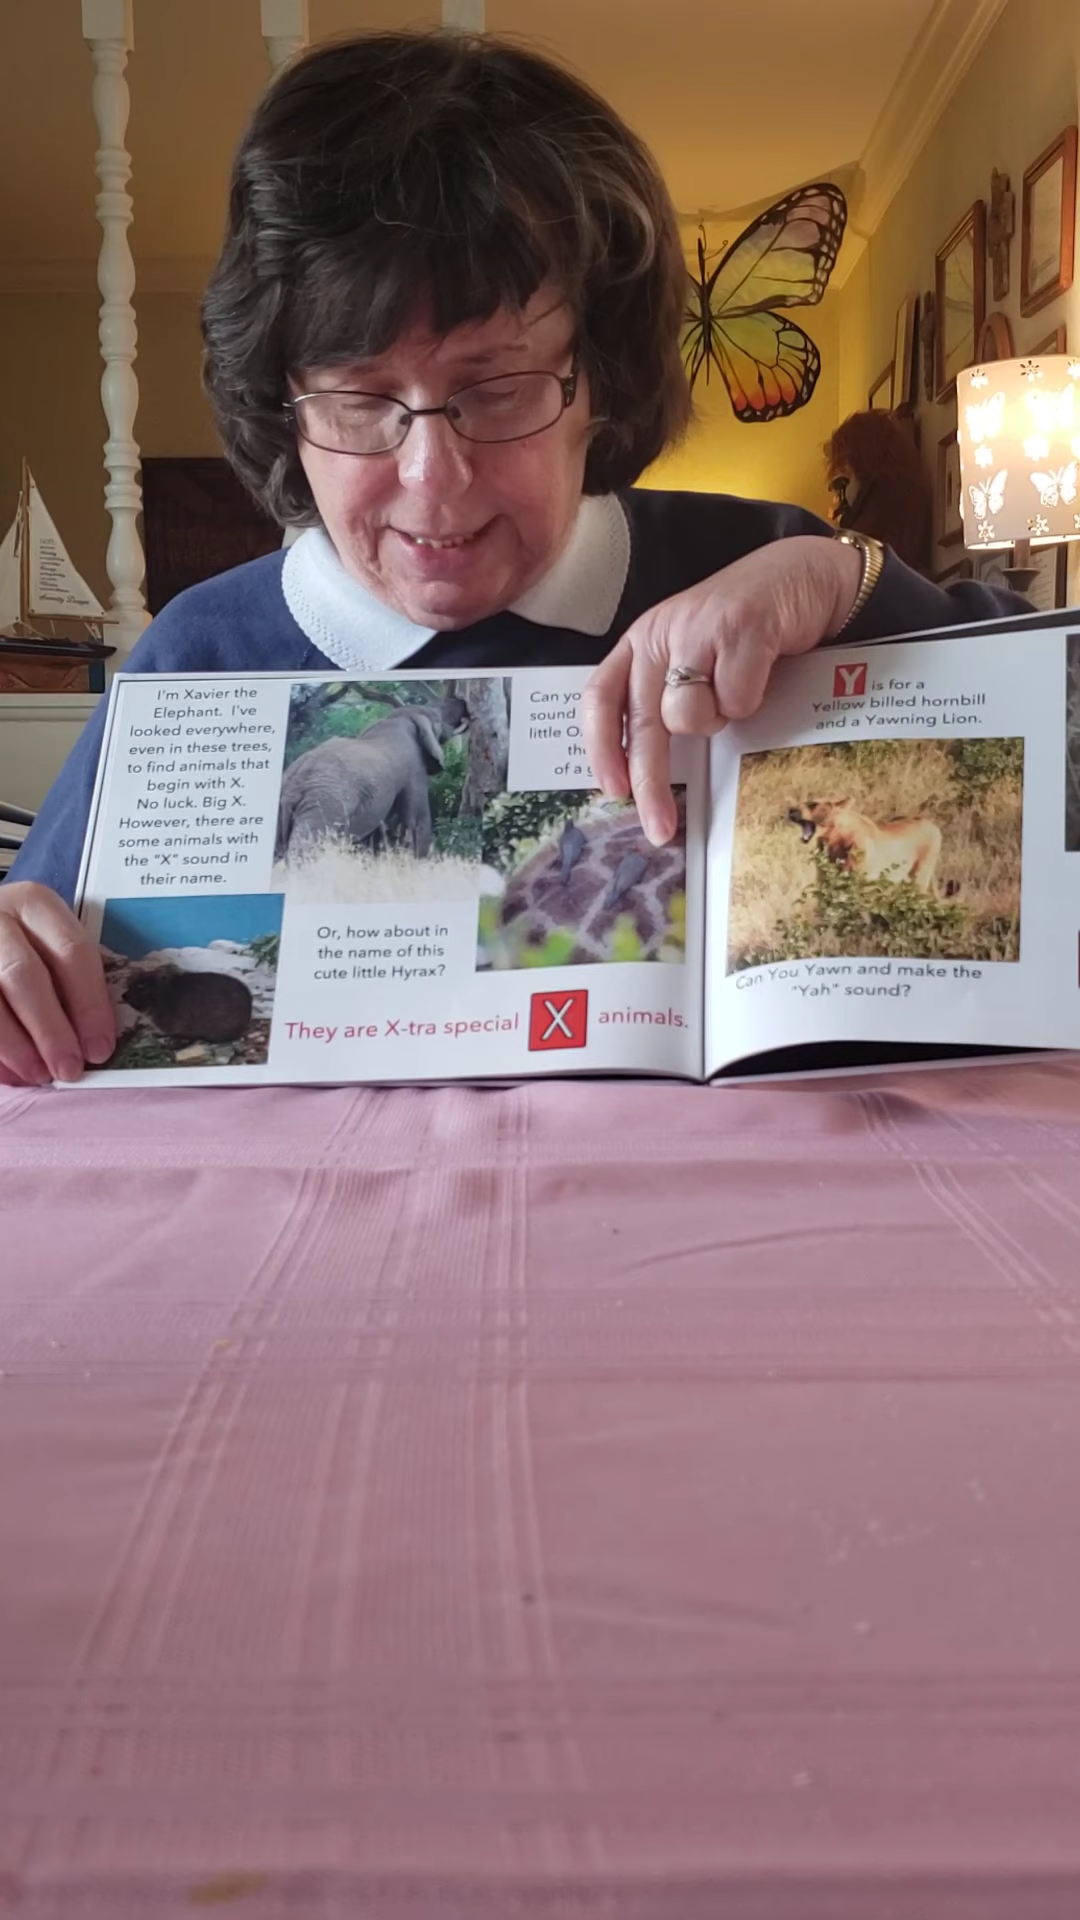 I'm Xavier the
Elephant. I've
looked everywhere,
even in these trees,
to find animals that
begin with X.
No luck. Big X.
However, there are
some animals with
the "X" sound in
their name.
Can
sound
little
of a
Or, how about in
the name of this
cute little Hyrax?
They are X-tra special X animals.
Y is for a
Yellow billed hornbill
and a Yawning Lion.
Can You Yawn and make the
"Yah" sound?
Serenity Designs